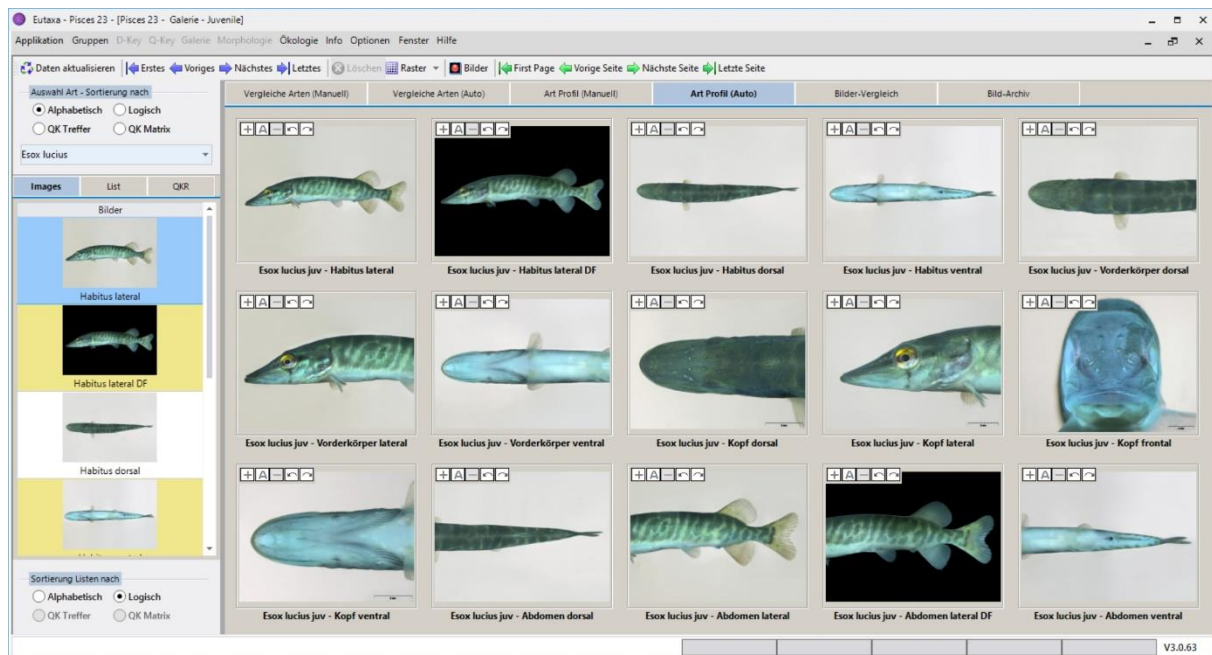 Eutaxa - Pisces 23 - [Pisces 23 - Galerie - Juvenile]
Applikation Gruppen D-Key Q-Key Galerie Morphologie Ökologie Info Optionen Fenster Hilfe
Daten aktualisieren Erstes Voriges Nächstes Letztes Löschen Raster Bilder First Page Vorige Seite Nächste Seite Letzte Seite
Auswahl Art - Sortierung nach
Alphabetisch Logisch
QK Treffer QK Matrix
Esox lucius
Images List QKR
Bilder
Habitus lateral
Habitus lateral DF
Habitus dorsal
Sortierung Listen nach
Alphabetisch Logisch
QK Treffer QK Matrix
Vergleiche Arten (Manuell) Vergleiche Arten (Auto) Art Profil (Manuell) Art Profil (Auto) Bilder-Vergleich Bild-Archiv
Esox lucius juv - Habitus lateral
Esox lucius juv - Habitus lateral DF
Esox lucius juv - Habitus dorsal
Esox lucius juv - Habitus ventral
Esox lucius juv - Vorderkörper dorsal
Esox lucius juv - Vorderkörper lateral
Esox lucius juv - Vorderkörper ventral
Esox lucius juv - Kopf dorsal
Esox lucius juv - Kopf lateral
Esox lucius juv - Kopf frontal
Esox lucius juv - Kopf ventral
Esox lucius juv - Abdomen dorsal
Esox lucius juv - Abdomen lateral
Esox lucius juv - Abdomen lateral DF
Esox lucius juv - Abdomen ventral
V3.0.63